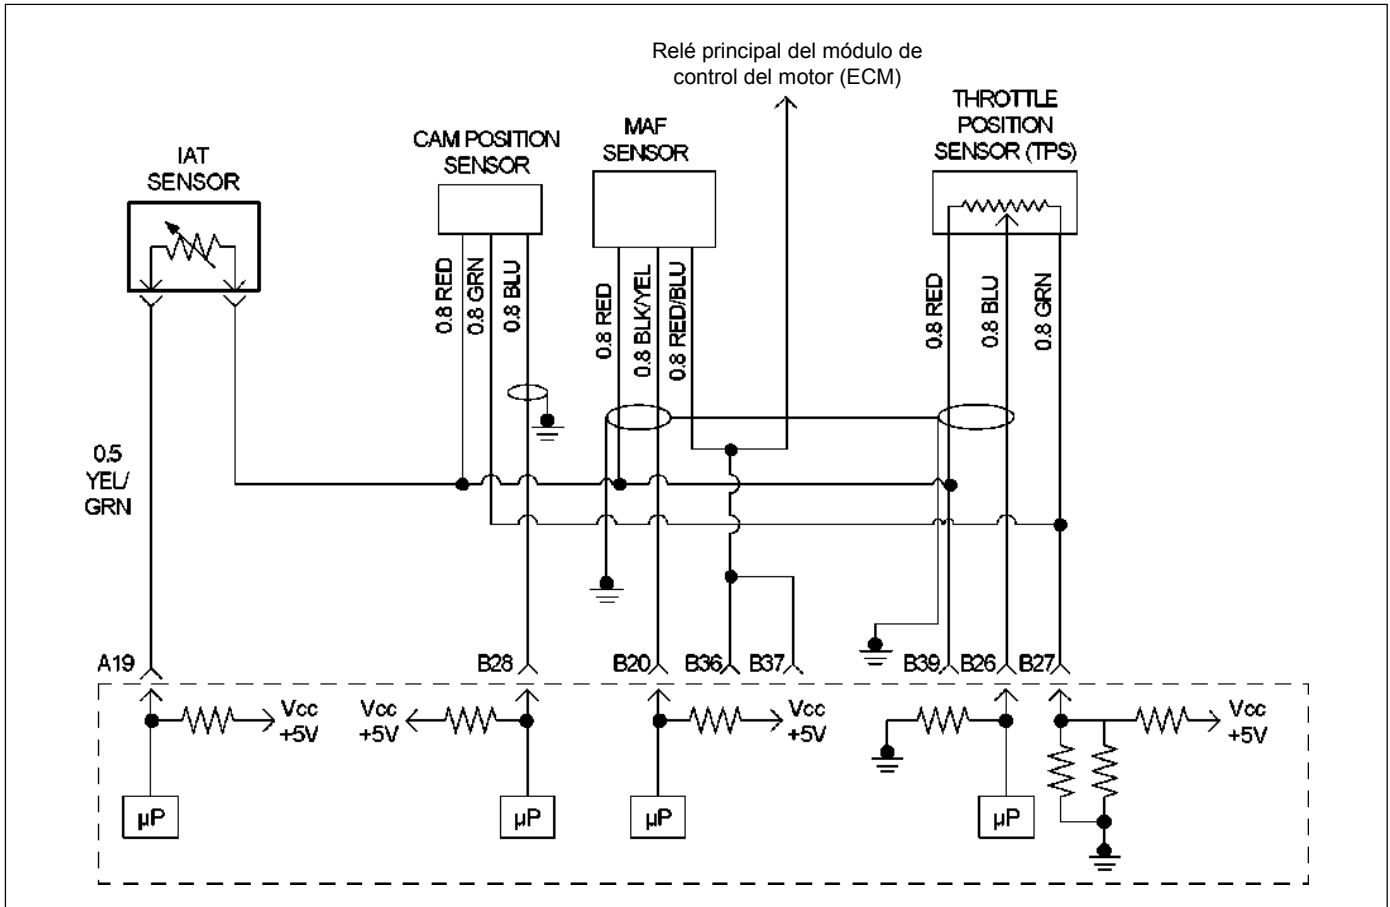 Relé principal del módulo de
control del motor (ECM)
THROTTLE
POSITION
SENSOR (TPS)
MAF
SENSOR
CAM POSITION
SENSOR
IAT
SENSOR
0.8 RED
0.8 GRN
0.8 BLU
0.8 RED
0.8 BLK/YEL
0.8 RED/BLU
0.8 RED
0.8 BLU
0.8 GRN
0.5
YEL/
GRN
A19
B28
B20
B36
B37
B39
B26
B27
Vcc
+5V
Vcc
+5V
Vcc
+5V
Vcc
+5V
µP
µP
µP
µP